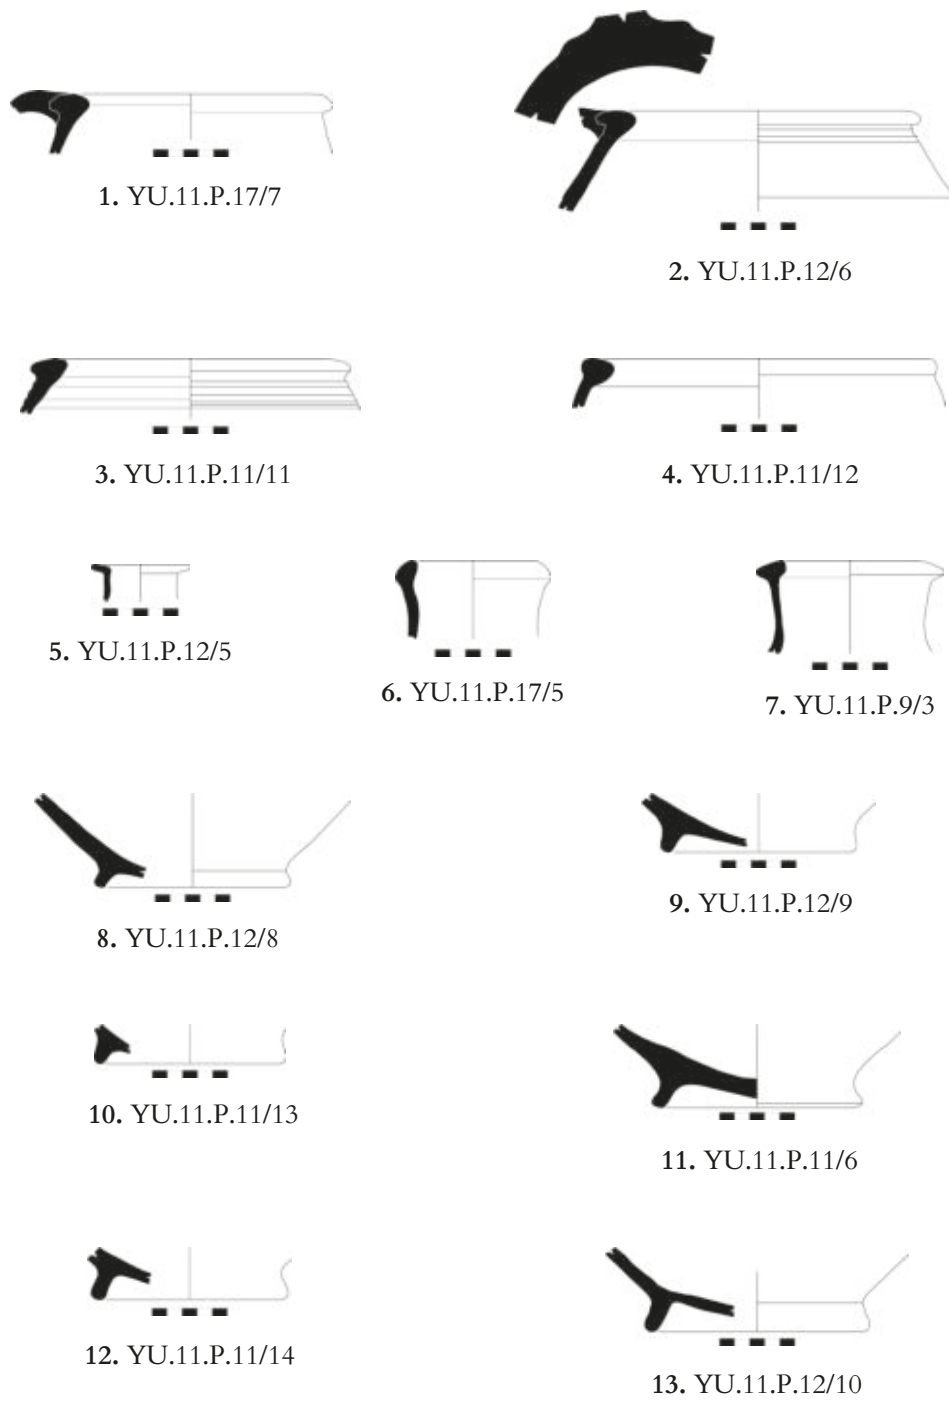 1. YU.11.P.17/7
2. YU.11.P.12/6
3. YU.11.P.11/11
4. YU.11.P.11/12
5. YU.11.P.12/5
6. YU.11.P.17/5
7. YU.11.P.9/3
8. YU.11.P.12/8
9. YU.11.P.12/9
10. YU.11.P.11/13
11. YU.11.P.11/6
12. YU.11.P.11/14
13. YU.11.P.12/10